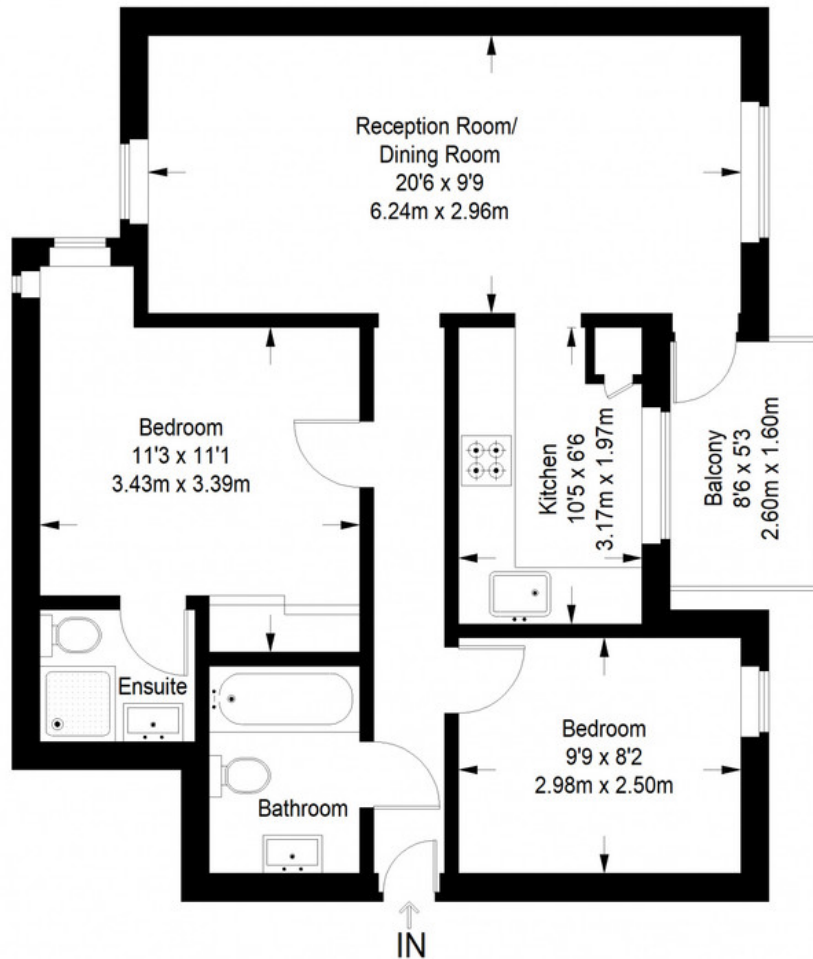 Reception Room/
Dining Room
20'6 x 9'9
6.24m x 2.96m
Bedroom
11'3 x 11'1
3.43m x 3.39m
Kitchen
10'5 x 6'6
3.17m x 1.97m
Balcony
8'6 x 5'3
2.60m x 1.60m
Ensuite
Bedroom
9'9 x 8'2
2.98m x 2.50m
Bathroom
IN